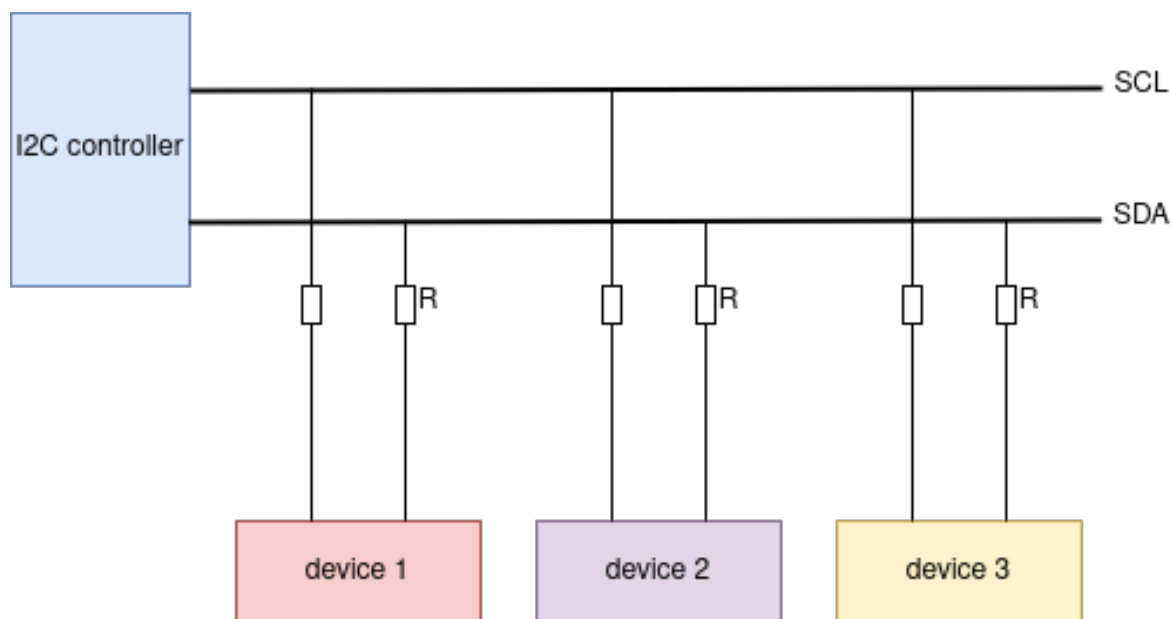 SCL
I2C controller
SDA
R
R
R
device 1
device 2
device 3